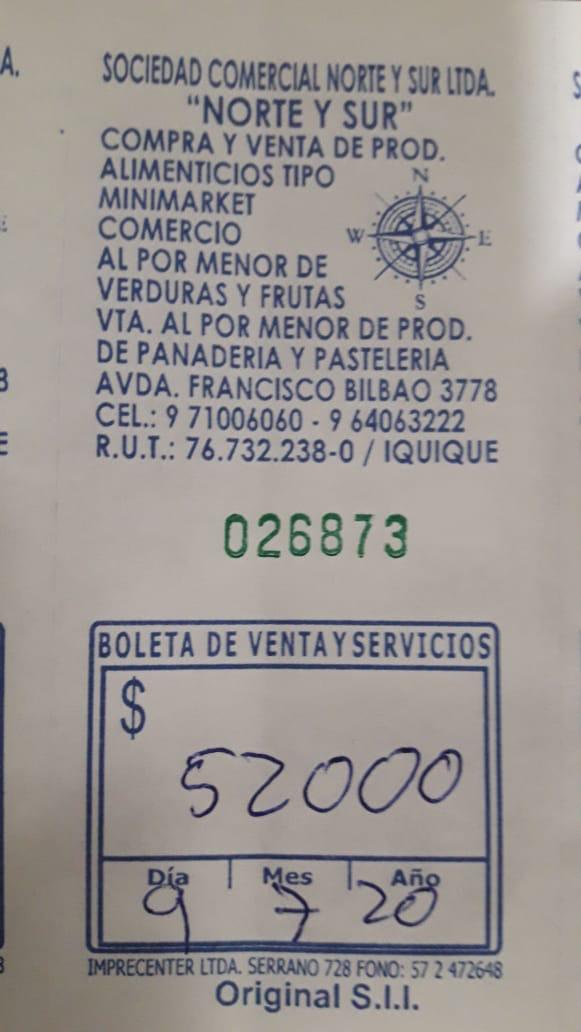 A.
SOCIEDAD COMERCIAL NORTE Y SUR LTDA.
"NORTE Y SUR"
COMPRA Y VENTA DE PROD.
ALIMENTICIOS TIPO
MINIMARKET
COMERCIO
AL POR MENOR DE
VERDURAS Y FRUTAS
VTA. AL POR MENOR DE PROD.
DE PANADERIA Y PASTELERIA
AVDA. FRANCISCO BILBAO 3778
CEL.: 9 71006060 - 9 64063222
R.U.T.: 76.732.238-0 / IQUIQUE
N
W E
S
026873
BOLETA DE VENTA Y SERVICIOS
$
52000
Día Mes Año
9 7 20
IMPRECENTER LTDA. SERRANO 728 FONO: 57 2 472648
Original S.I.I.